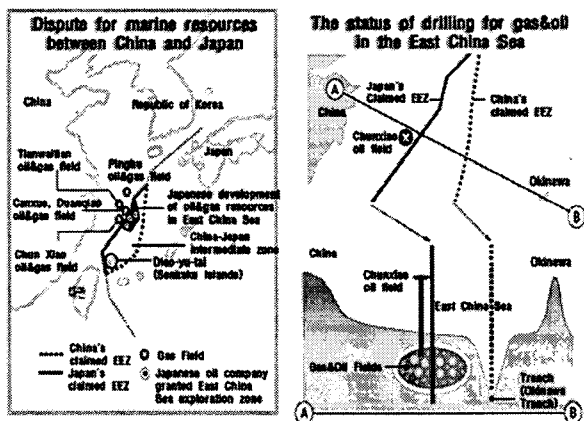 Dispute for marine resources
between China and Japan
China
Republic of Korea
Japan
Tianwaitian
oil&gas field
Pinghu
oil&gas field
Canxue, Duanqiao
oil&gas field
Japanese development
of oil&gas resources
in East China Sea
Chun Xiao
oil&gas field
China-Japan
intermediate zone
Diao-yu-tai
(Senkaku Islands)
China's
claimed EEZ
Japan's
claimed EEZ
Gas Field
Japanese oil company
granted East China
Sea exploration zone
The status of drilling for gas&oil
in the East China Sea
Japan's
Claimed EEZ
China's
claimed EEZ
A
China
Chunxiao
oil field
Okinawa
B
China
Okinawa
Chunxiao
oil field
East China Sea
Gas&Oil Fields
Trench
(Okinawa
Trench)
A
B